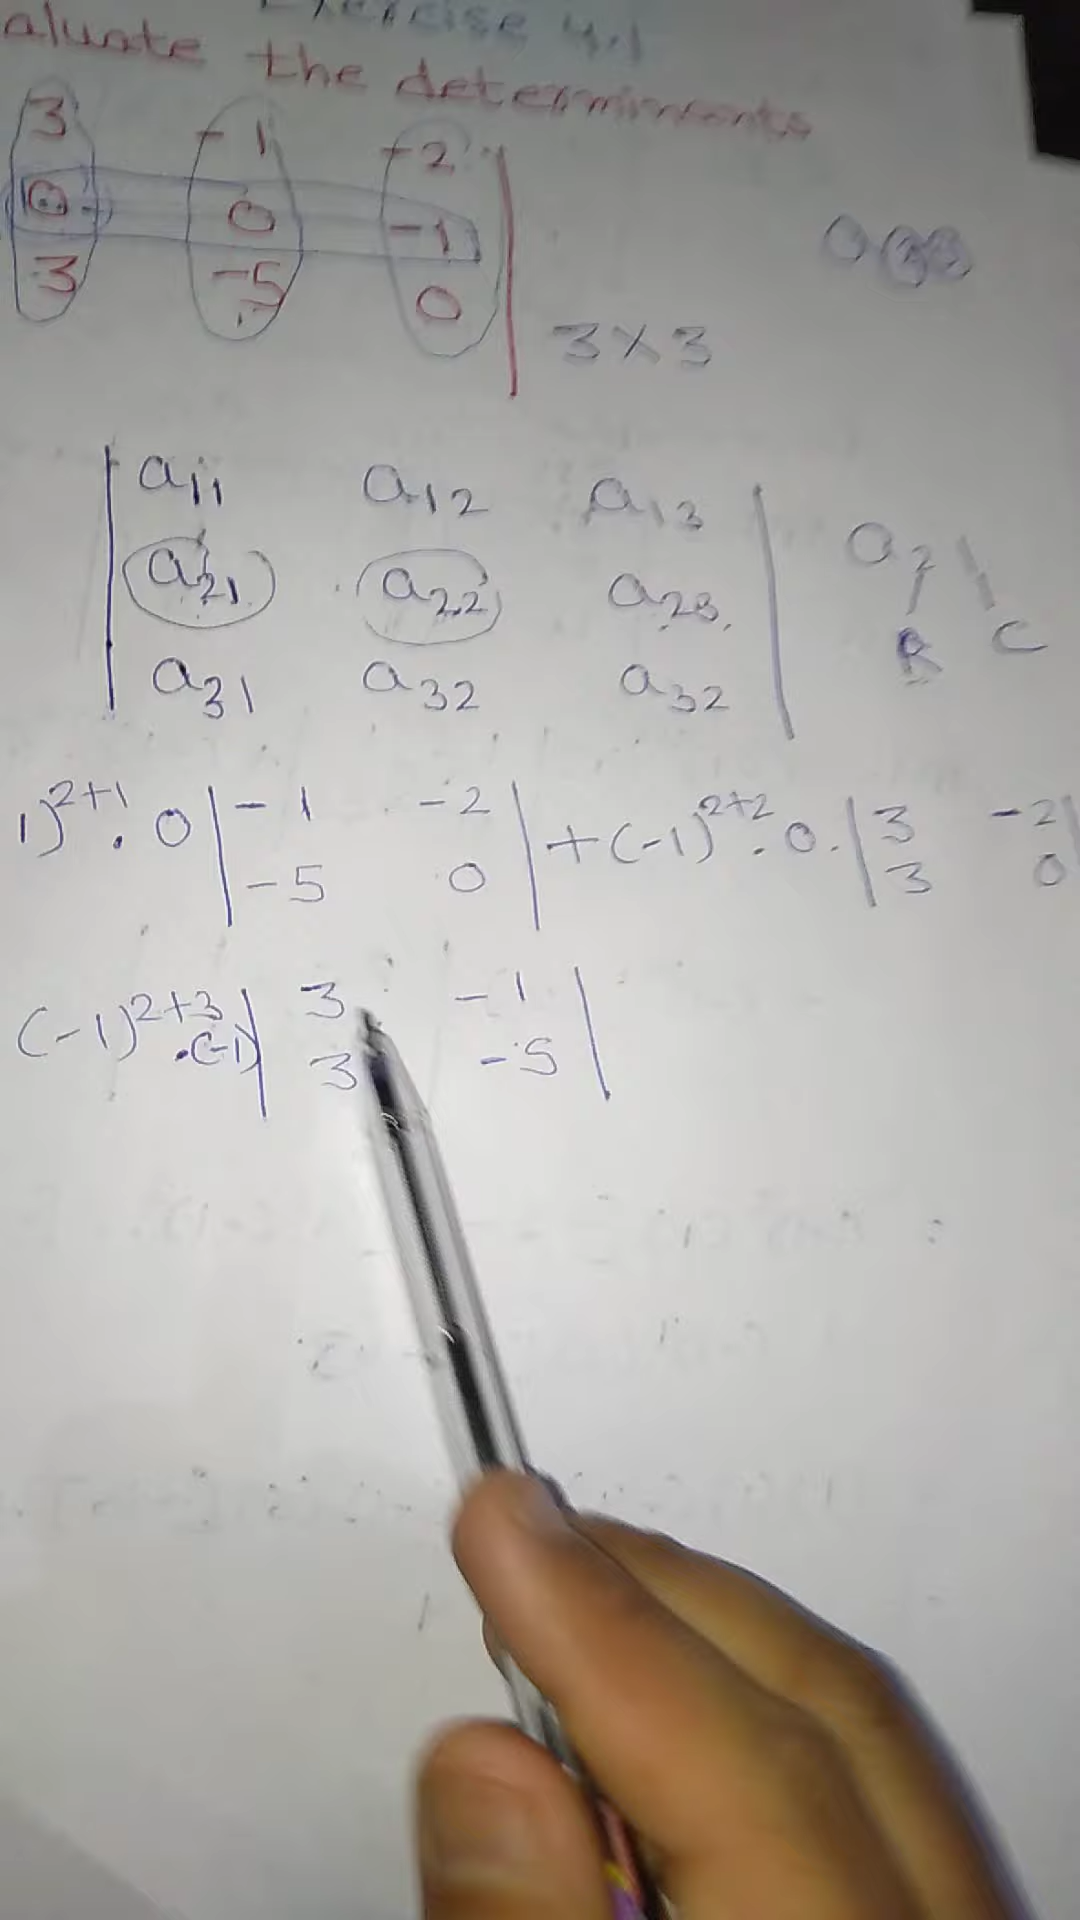 Exercise 4.1
aluate the determinants
3 -1 -2
0 0 -1
3 -5 0
3×3
a11 a12 a13
a21 a22 a23
a31 a32 a32
a21
R C
1)^2+1 . 0 | -1 -2 | + (-1)^2+2 . 0 . | 3 -2 |
-5 0 3 0
(-1)^2+3 .(-1) | 3 -1 |
3 -5